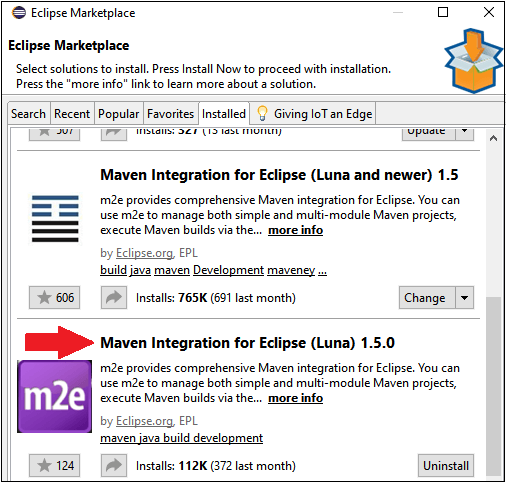 Eclipse Marketplace
Eclipse Marketplace
Select solutions to install. Press Install Now to proceed with installation.
Press the "more info" link to learn more about a solution.
Search Recent Popular Favorites Installed Giving IoT an Edge
507 Installs: 527 (13 last month) Update
Maven Integration for Eclipse (Luna and newer) 1.5
m2e provides comprehensive Maven integration for Eclipse. You can
use m2e to manage both simple and multi-module Maven projects,
execute Maven builds via the... more info
by Eclipse.org, EPL
build java maven Development maveney ...
606 Installs: 765K (691 last month) Change
Maven Integration for Eclipse (Luna) 1.5.0
m2e
m2e provides comprehensive Maven integration for Eclipse. You can
use m2e to manage both simple and multi-module Maven projects,
execute Maven builds via the... more info
by Eclipse.org, EPL
maven java build development
124 Installs: 112K (372 last month) Uninstall